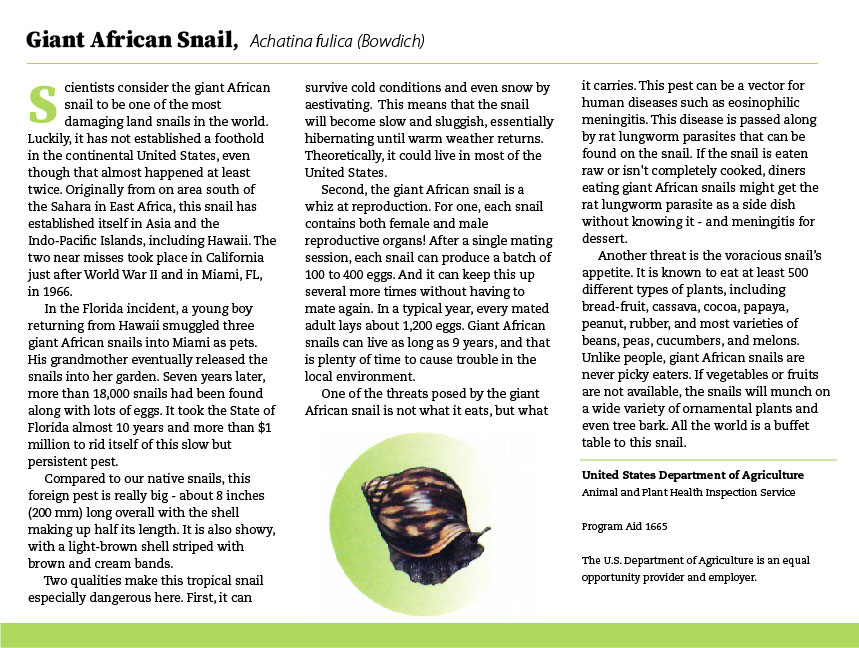 Giant African Snail, Achatina fulica (Bowdich)
Scientists consider the giant African
snail to be one of the most
damaging land snails in the world.
Luckily, it has not established a foothold
in the continental United States, even
though that almost happened at least
twice. Originally from on area south of
the Sahara in East Africa, this snail has
established itself in Asia and the
Indo-Pacific Islands, including Hawaii. The
two near misses took place in California
just after World War II and in Miami, FL,
in 1966.
In the Florida incident, a young boy
returning from Hawaii smuggled three
giant African snails into Miami as pets.
His grandmother eventually released the
snails into her garden. Seven years later,
more than 18,000 snails had been found
along with lots of eggs. It took the State of
Florida almost 10 years and more than $1
million to rid itself of this slow but
persistent pest.
Compared to our native snails, this
foreign pest is really big - about 8 inches
(200 mm) long overall with the shell
making up half its length. It is also showy,
with a light-brown shell striped with
brown and cream bands.
Two qualities make this tropical snail
especially dangerous here. First, it can
survive cold conditions and even snow by
aestivating. This means that the snail
will become slow and sluggish, essentially
hibernating until warm weather returns.
Theoretically, it could live in most of the
United States.
Second, the giant African snail is a
whiz at reproduction. For one, each snail
contains both female and male
reproductive organs! After a single mating
session, each snail can produce a batch of
100 to 400 eggs. And it can keep this up
several more times without having to
mate again. In a typical year, every mated
adult lays about 1,200 eggs. Giant African
snails can live as long as 9 years, and that
is plenty of time to cause trouble in the
local environment.
One of the threats posed by the giant
African snail is not what it eats, but what
it carries. This pest can be a vector for
human diseases such as eosinophilic
meningitis. This disease is passed along
by rat lungworm parasites that can be
found on the snail. If the snail is eaten
raw or isn't completely cooked, diners
eating giant African snails might get the
rat lungworm parasite as a side dish
without knowing it - and meningitis for
dessert.
Another threat is the voracious snail's
appetite. It is known to eat at least 500
different types of plants, including
bread-fruit, cassava, cocoa, papaya,
peanut, rubber, and most varieties of
beans, peas, cucumbers, and melons.
Unlike people, giant African snails are
never picky eaters. If vegetables or fruits
are not available, the snails will munch on
a wide variety of ornamental plants and
even tree bark. All the world is a buffet
table to this snail.
United States Department of Agriculture
Animal and Plant Health Inspection Service
Program Aid 1665
The U.S. Department of Agriculture is an equal
opportunity provider and employer.